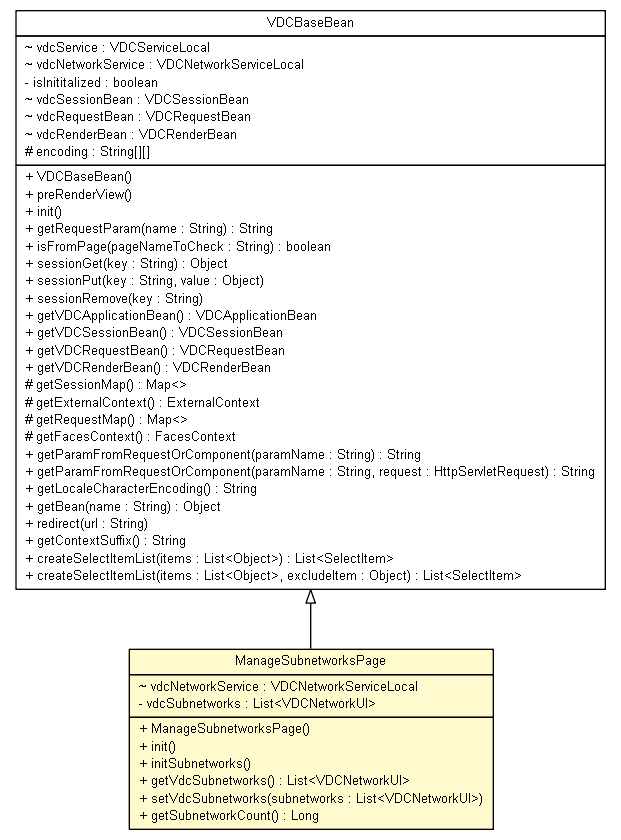 VDCBaseBean
~ vdcService : VDCServiceLocal
~ vdcNetworkService : VDCNetworkServiceLocal
- isInititalized : boolean
~ vdcSessionBean : VDCSessionBean
~ vdcRequestBean : VDCRequestBean
~ vdcRenderBean : VDCRenderBean
# encoding : String[][]
+ VDCBaseBean()
+ preRenderView()
+ init()
+ getRequestParam(name : String) : String
+ isFromPage(pageNameToCheck : String) : boolean
+ sessionGet(key : String) : Object
+ sessionPut(key : String, value : Object)
+ sessionRemove(key : String)
+ getVDCApplicationBean() : VDCApplicationBean
+ getVDCSessionBean() : VDCSessionBean
+ getVDCRequestBean() : VDCRequestBean
+ getVDCRenderBean() : VDCRenderBean
# getSessionMap() : Map<>
# getExternalContext() : ExternalContext
# getRequestMap() : Map<>
# getFacesContext() : FacesContext
+ getParamFromRequestOrComponent(paramName : String) : String
+ getParamFromRequestOrComponent(paramName : String, request : HttpServletRequest) : String
+ getLocaleCharacterEncoding() : String
+ getBean(name : String) : Object
+ redirect(url : String)
+ getContextSuffix() : String
+ createSelectItemList(items : List<Object>) : List<SelectItem>
+ createSelectItemList(items : List<Object>, excludeItem : Object) : List<SelectItem>
ManageSubnetworksPage
~ vdcNetworkService : VDCNetworkServiceLocal
- vdcSubnetworks : List<VDCNetworkUI>
+ ManageSubnetworksPage()
+ init()
+ initSubnetworks()
+ getVdcSubnetworks() : List<VDCNetworkUI>
+ setVdcSubnetworks(subnetworks : List<VDCNetworkUI>)
+ getSubnetworkCount() : Long